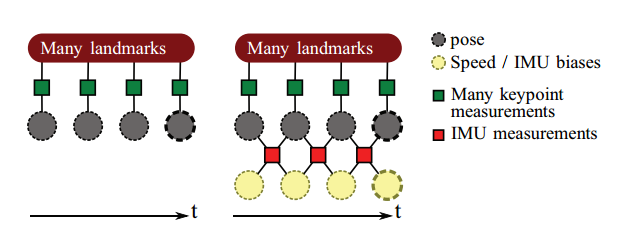 Many landmarks
Many landmarks
pose
Speed / IMU biases
Many keypoint
measurements
IMU measurements
t
t